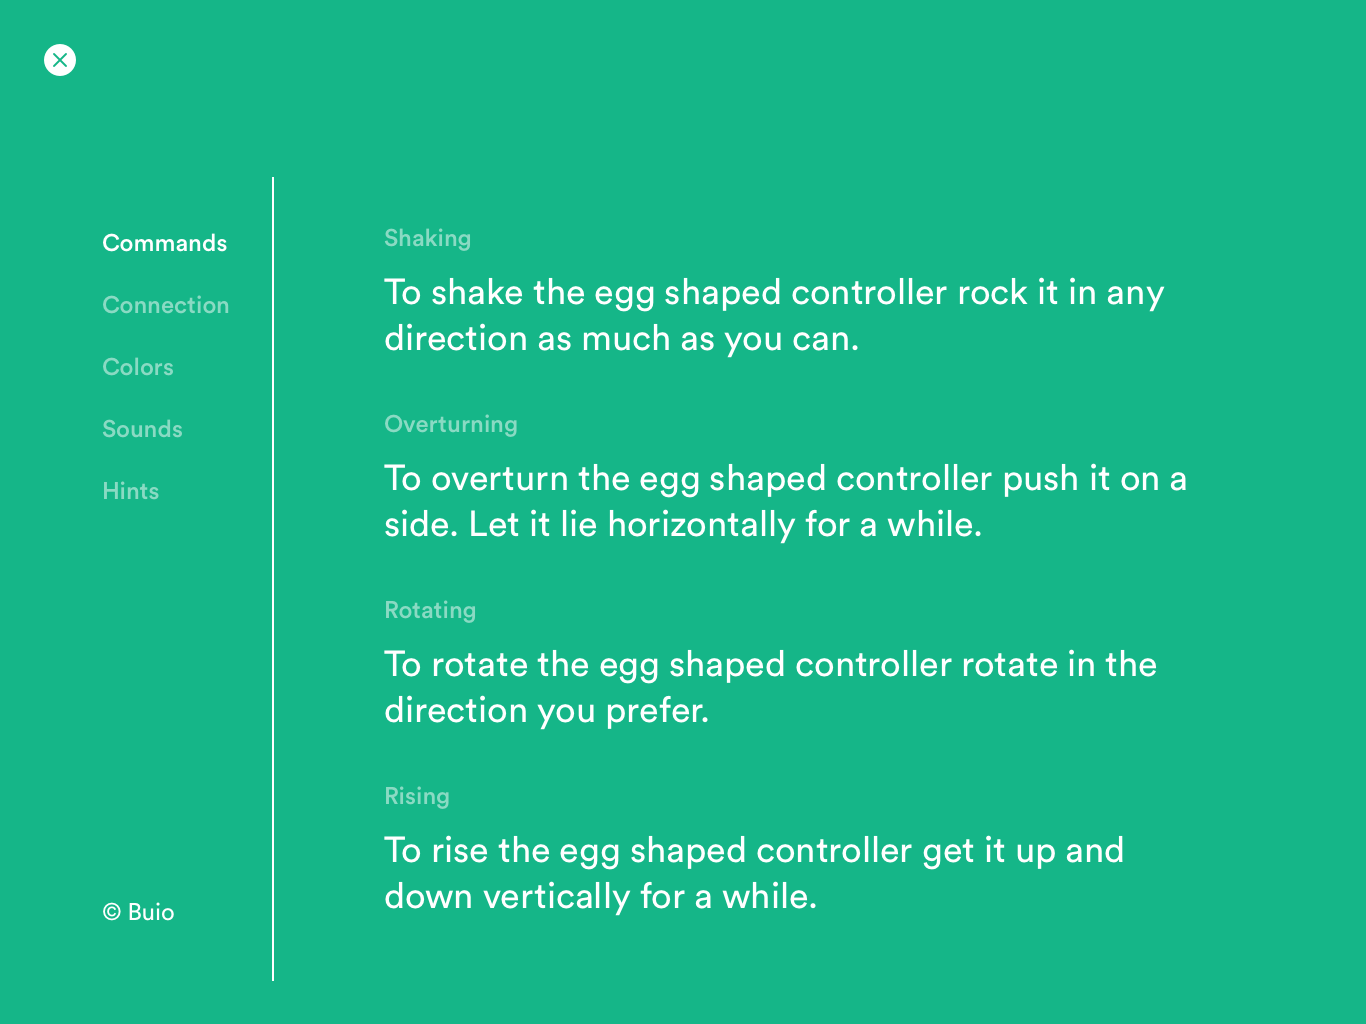 Commands
Connection
Colors
Sounds
Hints
© Buio
Shaking
To shake the egg shaped controller rock it in any
direction as much as you can.
Overturning
To overturn the egg shaped controller push it on a
side. Let it lie horizontally for a while.
Rotating
To rotate the egg shaped controller rotate in the
direction you prefer.
Rising
To rise the egg shaped controller get it up and
down vertically for a while.